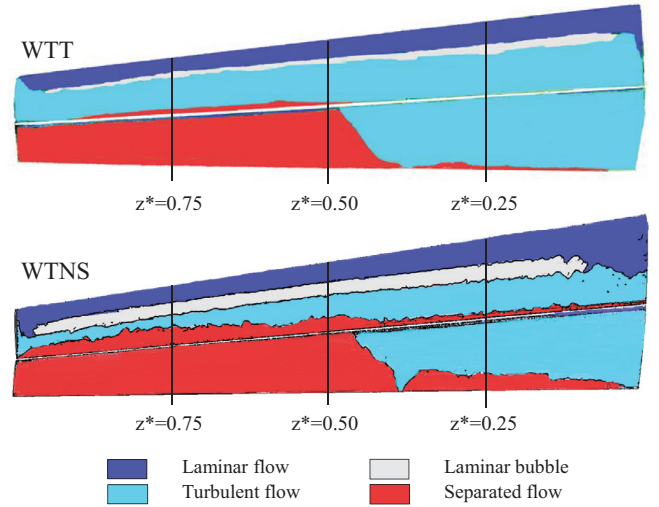 WTT
z*=0.75 z*=0.50 z*=0.25
WTNS
z*=0.75 z*=0.50 z*=0.25
Laminar flow Laminar bubble
Turbulent flow Separated flow